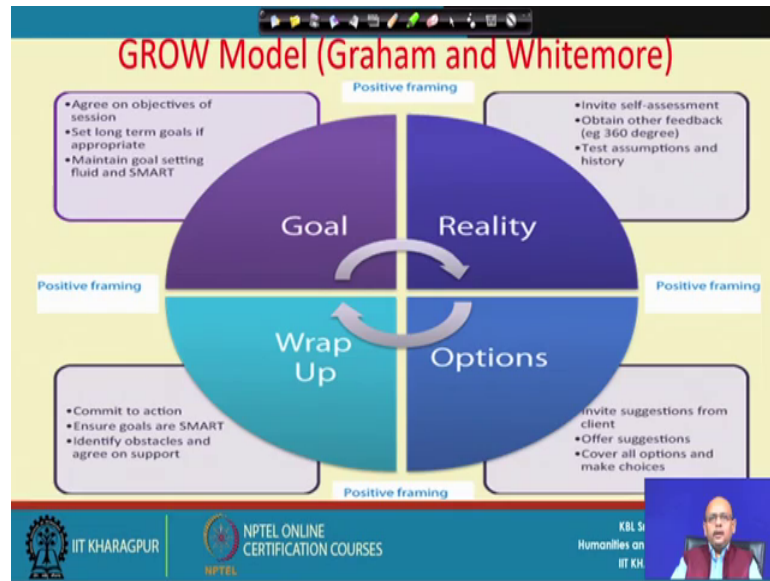 GROW Model (Graham and Whitemore)
Positive framing
•Agree on objectives of
session
•Set long term goals if
appropriate
•Maintain goal setting
fluid and SMART
•Invite self-assessment
•Obtain other feedback
(eg 360 degree)
•Test assumptions and
history
Goal
Reality
Positive framing
Positive framing
Wrap
Up
Options
•Commit to action
•Ensure goals are SMART
•Identify obstacles and
agree on support
Invite suggestions from
client
•Offer suggestions
•Cover all options and
make choices
Positive framing
IIT KHARAGPUR
NPTEL
NPTEL ONLINE
CERTIFICATION COURSES
KBL
Humanities an
IIT KH